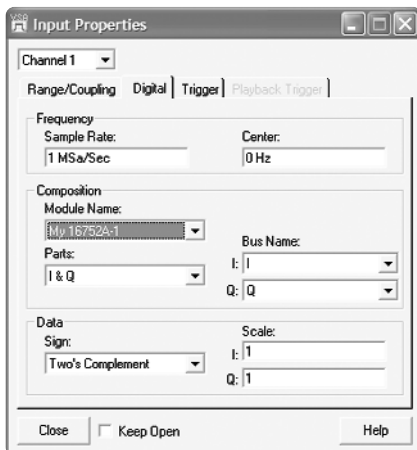 VSA Input Properties
Channel 1
Range/Coupling Digital Trigger Playback Trigger
Frequency
Sample Rate: Center:
1 MSa/Sec 0 Hz
Composition
Module Name:
My 16752A-1
Bus Name:
Parts:
I: I
I & Q
Q: Q
Data
Sign: Scale:
I: 1
Two's Complement
Q: 1
Close Keep Open Help